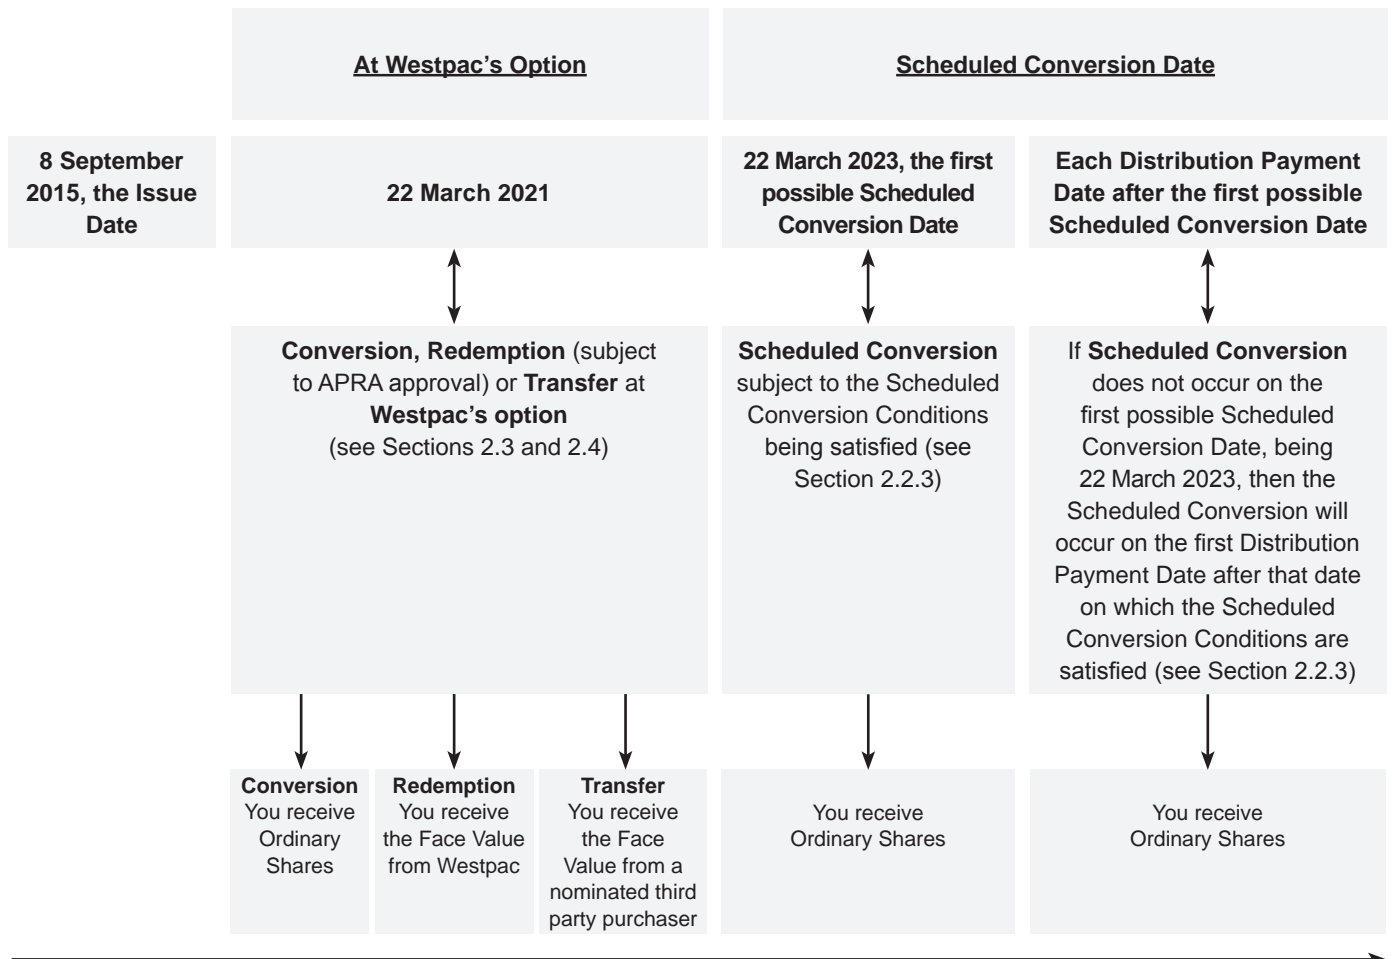 At Westpac's Option
Scheduled Conversion Date
8 September
2015, the Issue
Date
22 March 2021
22 March 2023, the first
possible Scheduled
Conversion Date
Each Distribution Payment
Date after the first possible
Scheduled Conversion Date
Conversion, Redemption (subject
to APRA approval) or Transfer at
Westpac's option
(see Sections 2.3 and 2.4)
Scheduled Conversion
subject to the Scheduled
Conversion Conditions
being satisfied (see
Section 2.2.3)
If Scheduled Conversion
does not occur on the
first possible Scheduled
Conversion Date, being
22 March 2023, then the
Scheduled Conversion will
occur on the first Distribution
Payment Date after that date
on which the Scheduled
Conversion Conditions are
satisfied (see Section 2.2.3)
Conversion
You receive
Ordinary
Shares
Redemption
You receive
the Face Value
from Westpac
Transfer
You receive
the Face
Value from a
nominated third
party purchaser
You receive
Ordinary Shares
You receive
Ordinary Shares